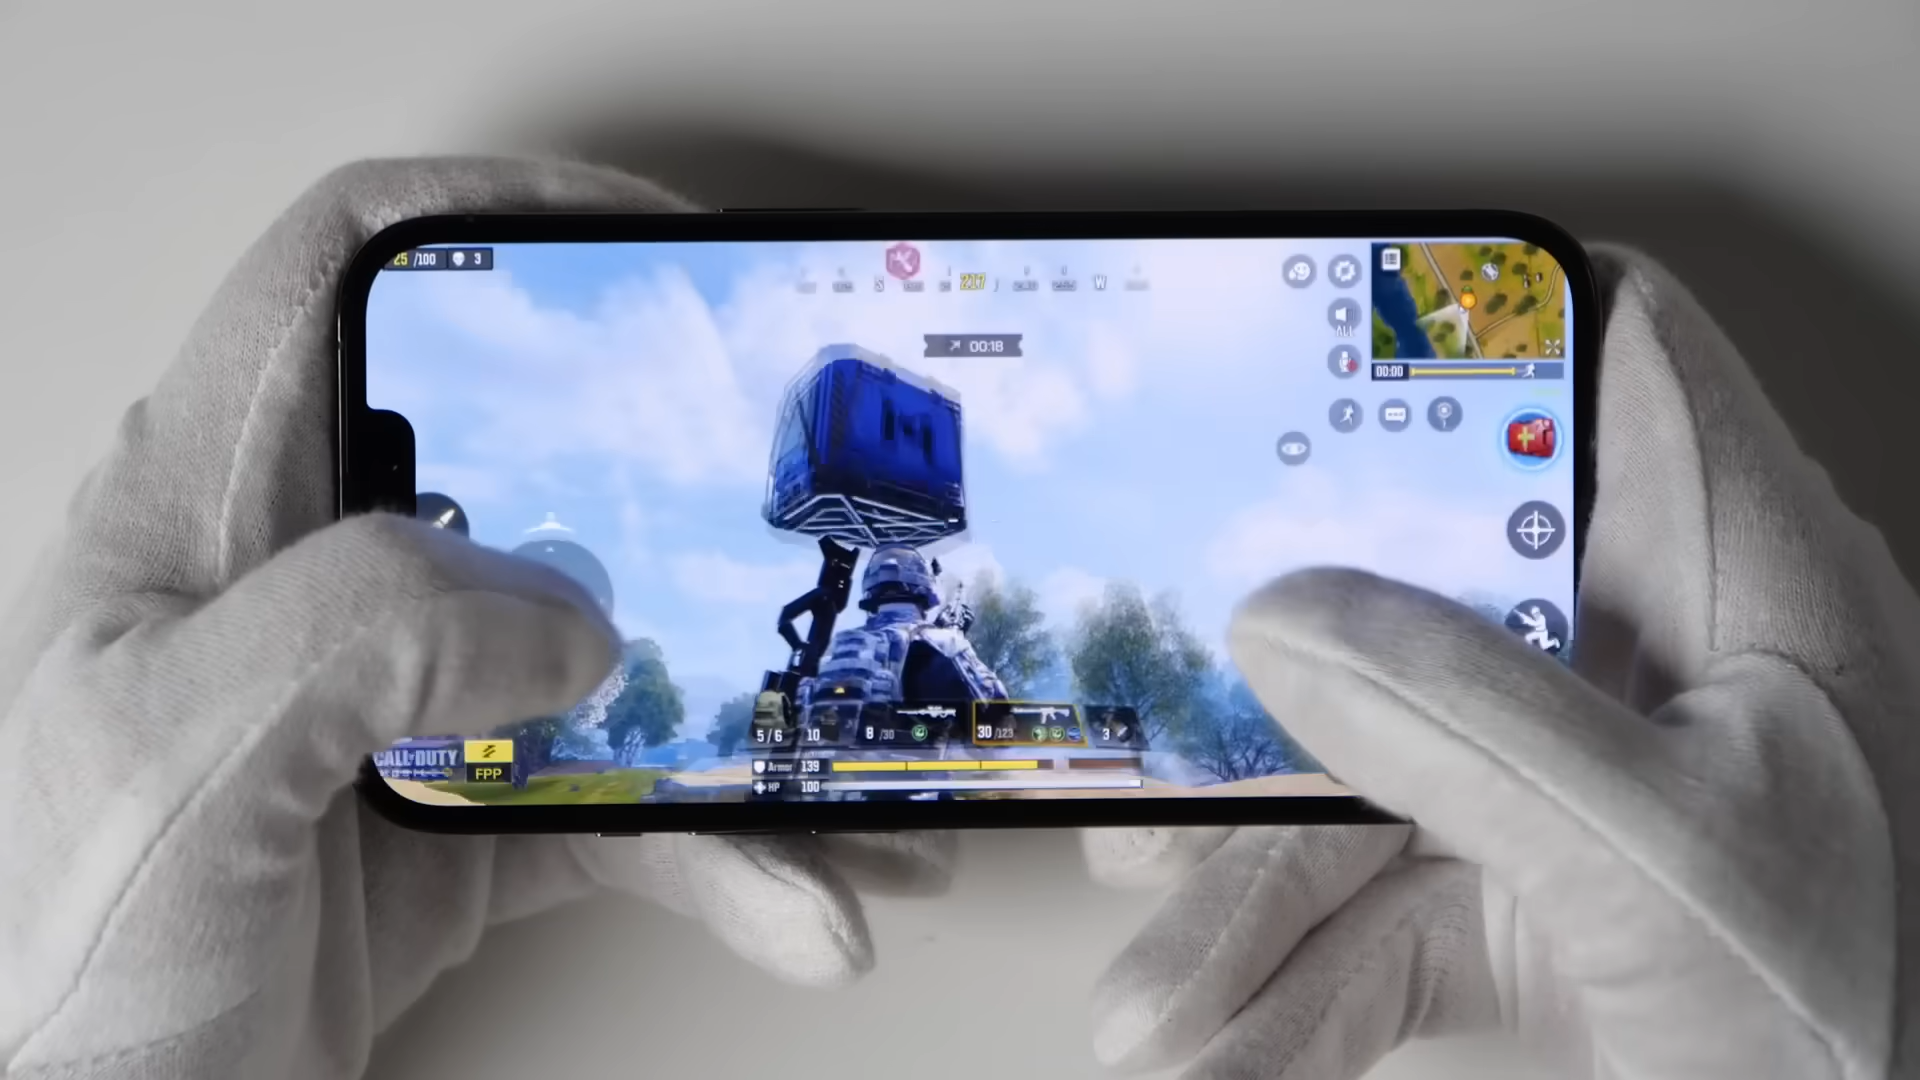 25 /100 3
S 217 W
00:18
ALL
00:00
5/6 10 8 /30 30 /123 3
Armor 139
HP 100
CALL OF DUTY
MOBILE
FPP